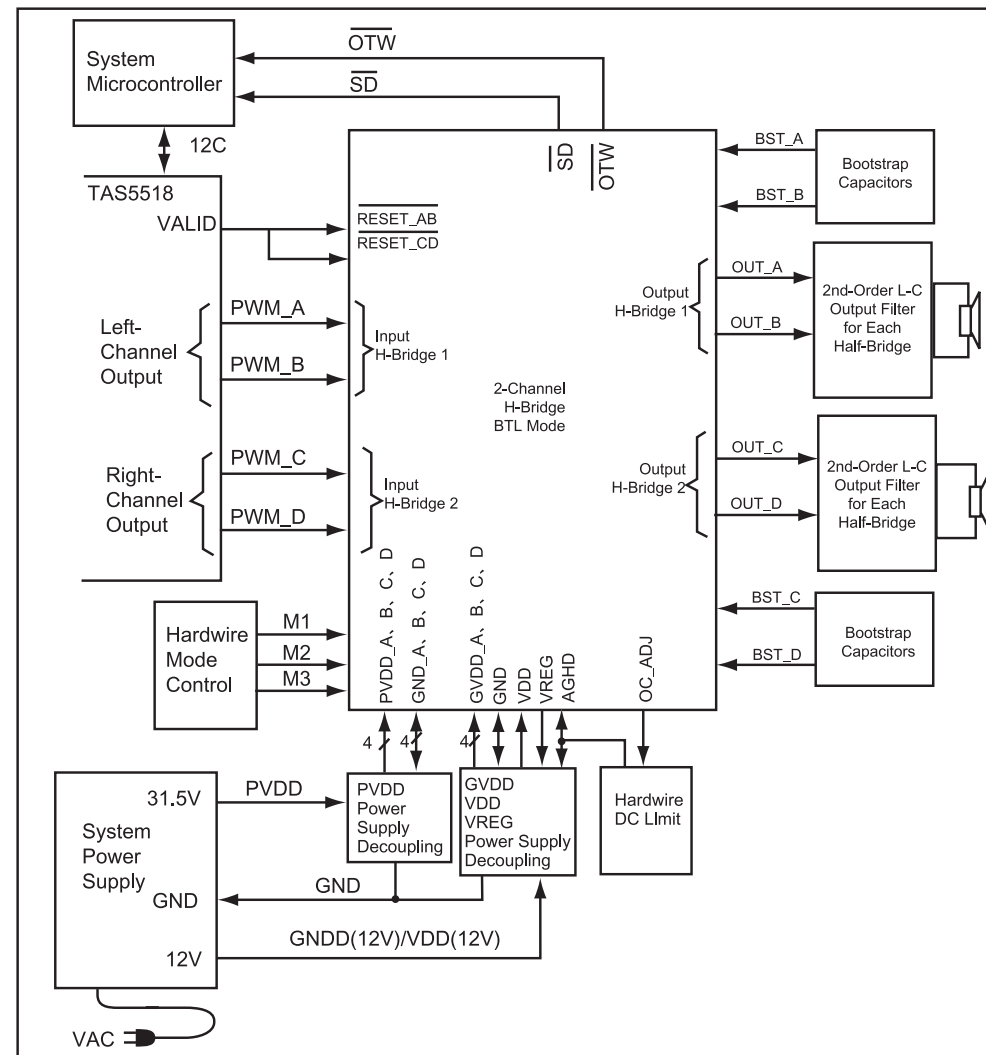 OTW
System
Microcontroller
SD
12C
SD
OTW
BST_A
Bootstrap
Capacitors
BST_B
TAS5518
VALID
RESET_AB
RESET_CD
PWM_A
Left-
Channel
Output
PWM_B
Input
H-Bridge 1
Output
H-Bridge 1
OUT_A
OUT_B
2nd-Order L-C
Output Filter
for Each
Half-Bridge
2-Channel
H-Bridge
BTL Mode
PWM_C
Right-
Channel
Output
PWM_D
Input
H-Bridge 2
Output
H-Bridge 2
OUT_C
OUT_D
2nd-Order L-C
Output Filter
for Each
Half-Bridge
BST_C
BST_D
Bootstrap
Capacitors
Hardwire
Mode
Control
M1
M2
M3
PVDD_A、B、C、D
GND_A、B、C、D
GVDD_A、B、C、D
GND
VDD
VREG
AGHD
OC_ADJ
4
4
4
31.5V
PVDD
PVDD
Power
Supply
Decoupling
GVDD
VDD
VREG
Power Supply
Decoupling
Hardwire
DC LImit
System
Power
Supply
GND
GND
12V
GNDD(12V)/VDD(12V)
VAC